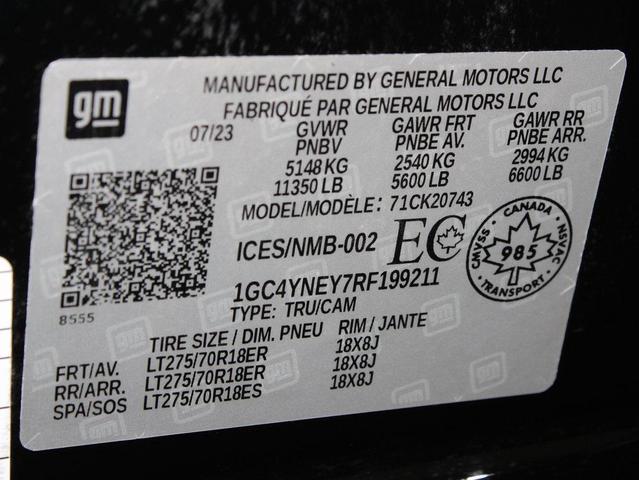 gm
MANUFACTURED BY GENERAL MOTORS LLC
FABRIQUÉ PAR GENERAL MOTORS LLC
07/23 GVWR GAWR FRT GAWR RR
PNBV PNBE AV. PNBE ARR.
5148 KG 2540 KG 2994 KG
11350 LB 5600 LB 6600 LB
MODEL/MODÈLE: 71CK20743
ICES/NMB-002 EC
CANADA
CMVSS 985 NSVAC
TRANSPORT
1GC4YNEY7RF199211
TYPE: TRU/CAM
8555
TIRE SIZE / DIM. PNEU RIM / JANTE
FRT/AV. LT275/70R18ER 18X8J
RR/ARR. LT275/70R18ER 18X8J
SPA/SOS LT275/70R18ES 18X8J